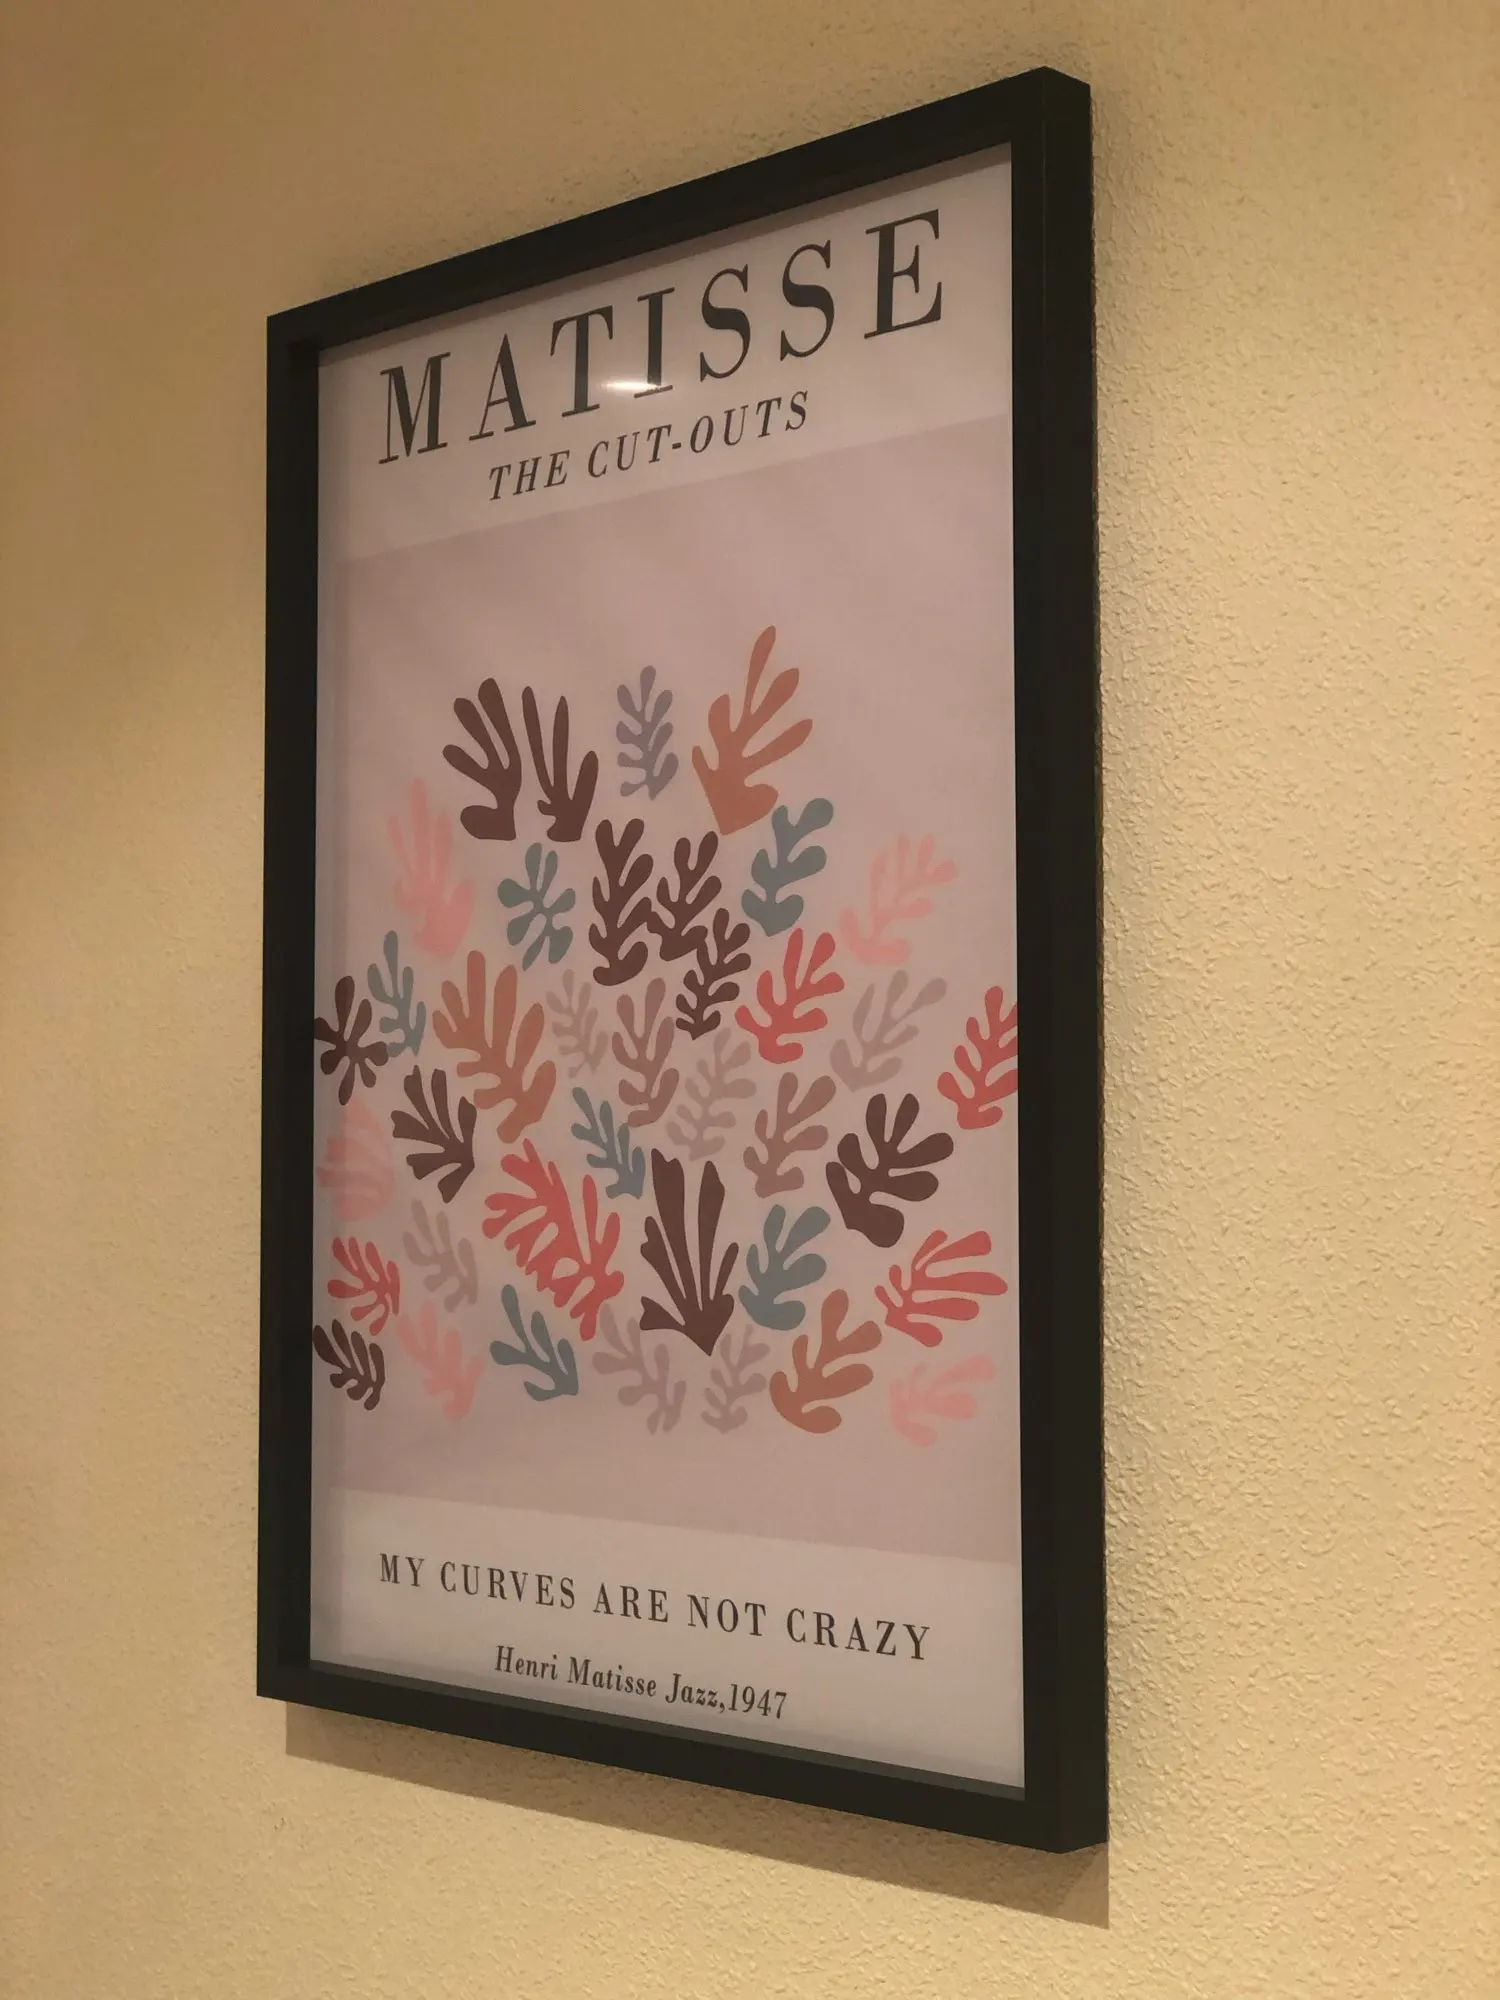 MATISSE
THE CUT-OUTS
MY CURVES ARE NOT CRAZY
Henri Matisse Jazz,1947